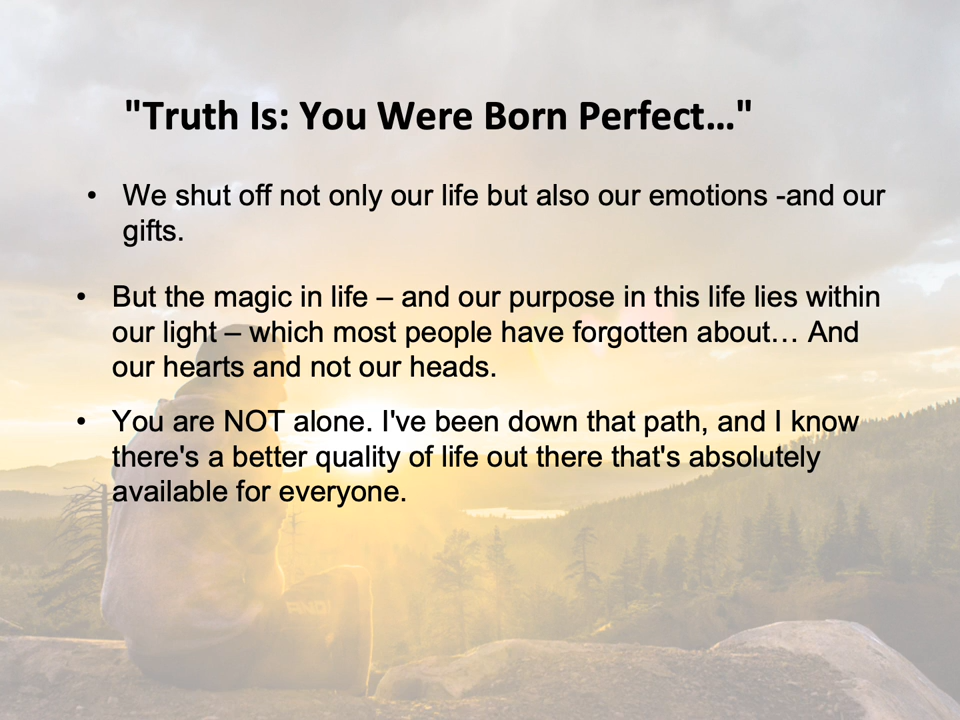 "Truth Is: You Were Born Perfect…"
• We shut off not only our life but also our emotions -and our
gifts.
• But the magic in life – and our purpose in this life lies within
our light – which most people have forgotten about… And
our hearts and not our heads.
• You are NOT alone. I've been down that path, and I know
there's a better quality of life out there that's absolutely
available for everyone.